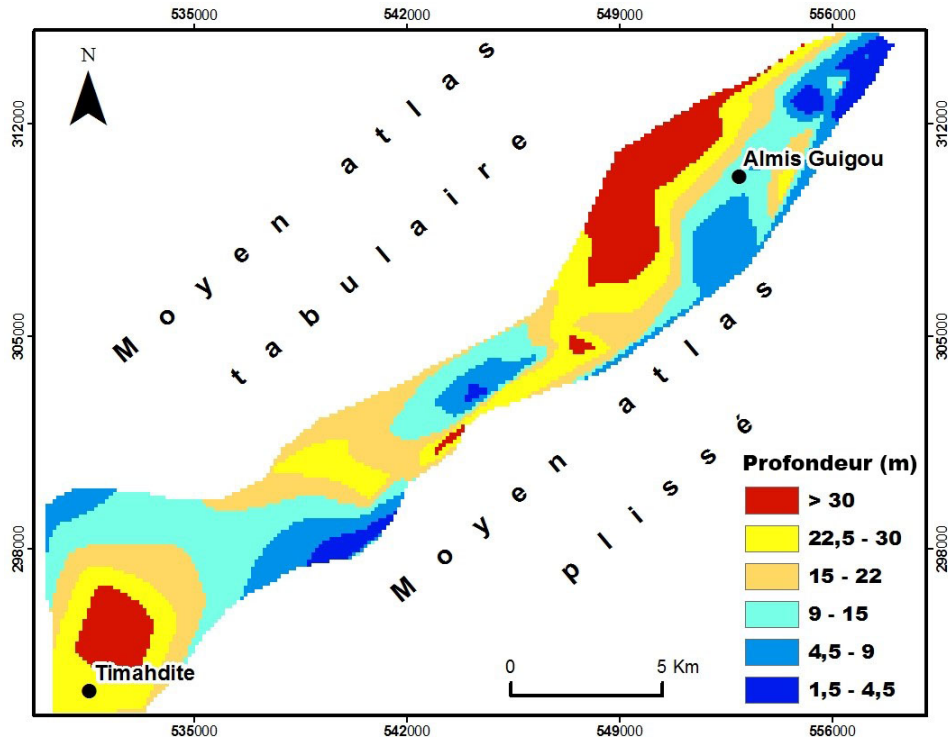 535000 542000 549000 556000
N
Moyen atlas
tabulaire
312000 312000
Almis Guigou
305000 305000
Moyen atlas
plissé
298000 298000
Timahdite
0 5 Km
Profondeur (m)
> 30
22,5 - 30
15 - 22
9 - 15
4,5 - 9
1,5 - 4,5
535000 542000 549000 556000